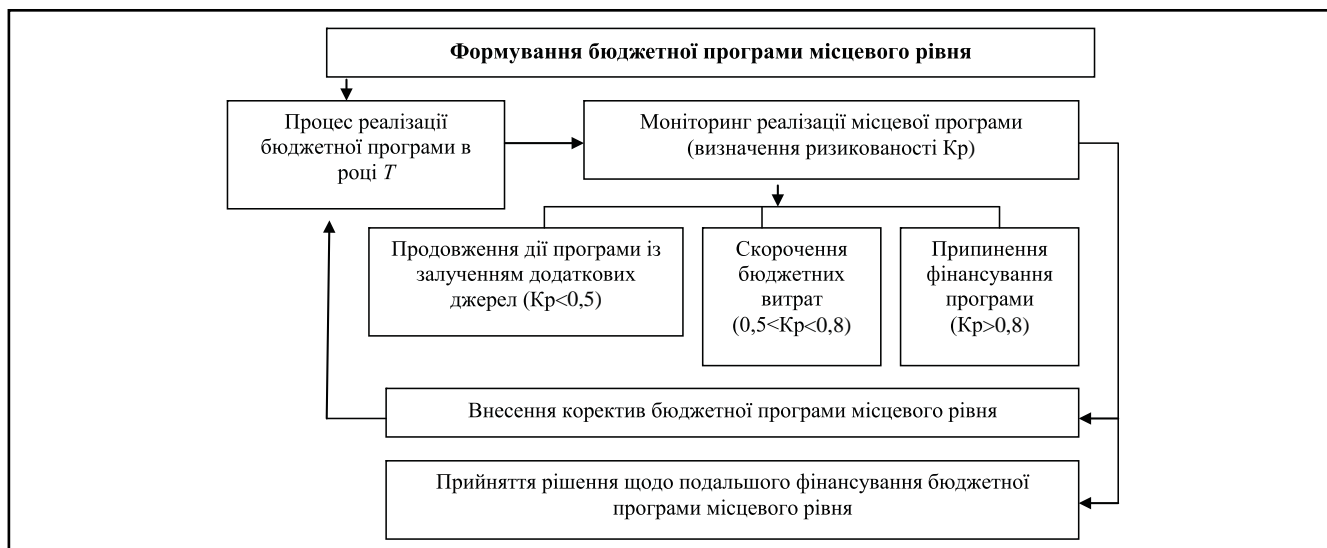 Формування бюджетної програми місцевого рівня
Процес реалізації
бюджетної програми в
році Т
Моніторинг реалізації місцевої програми
(визначення ризикованості Кр)
Продовження дії програми із
залученням додаткових
джерел (Кр<0,5)
Скорочення
бюджетних
витрат
(0,5<Кр<0,8)
Припинення
фінансування
програми
(Кр>0,8)
Внесення коректив бюджетної програми місцевого рівня
Прийняття рішення щодо подальшого фінансування бюджетної
програми місцевого рівня